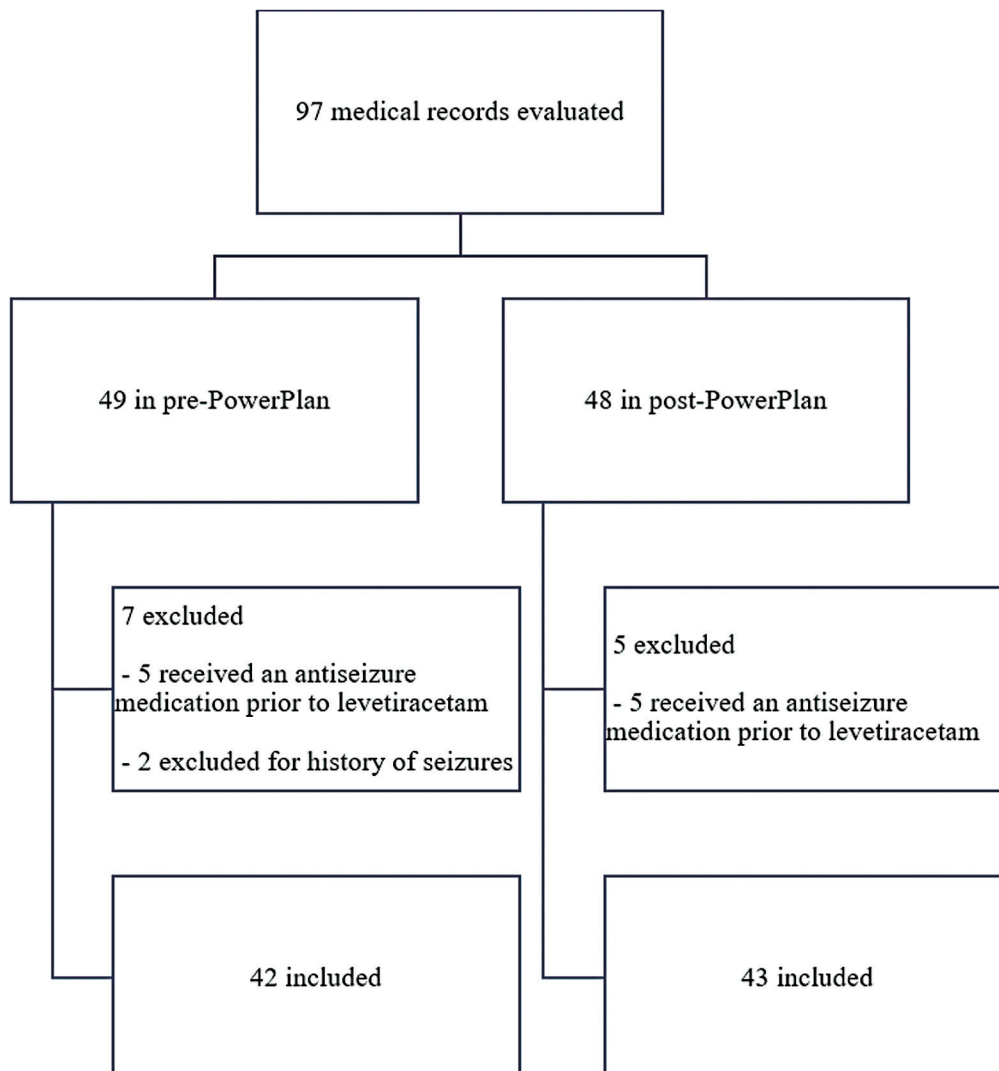 97 medical records evaluated
49 in pre-PowerPlan
48 in post-PowerPlan
7 excluded
- 5 received an antiseizure
medication prior to levetiracetam
- 2 excluded for history of seizures
5 excluded
- 5 received an antiseizure
medication prior to levetiracetam
42 included
43 included